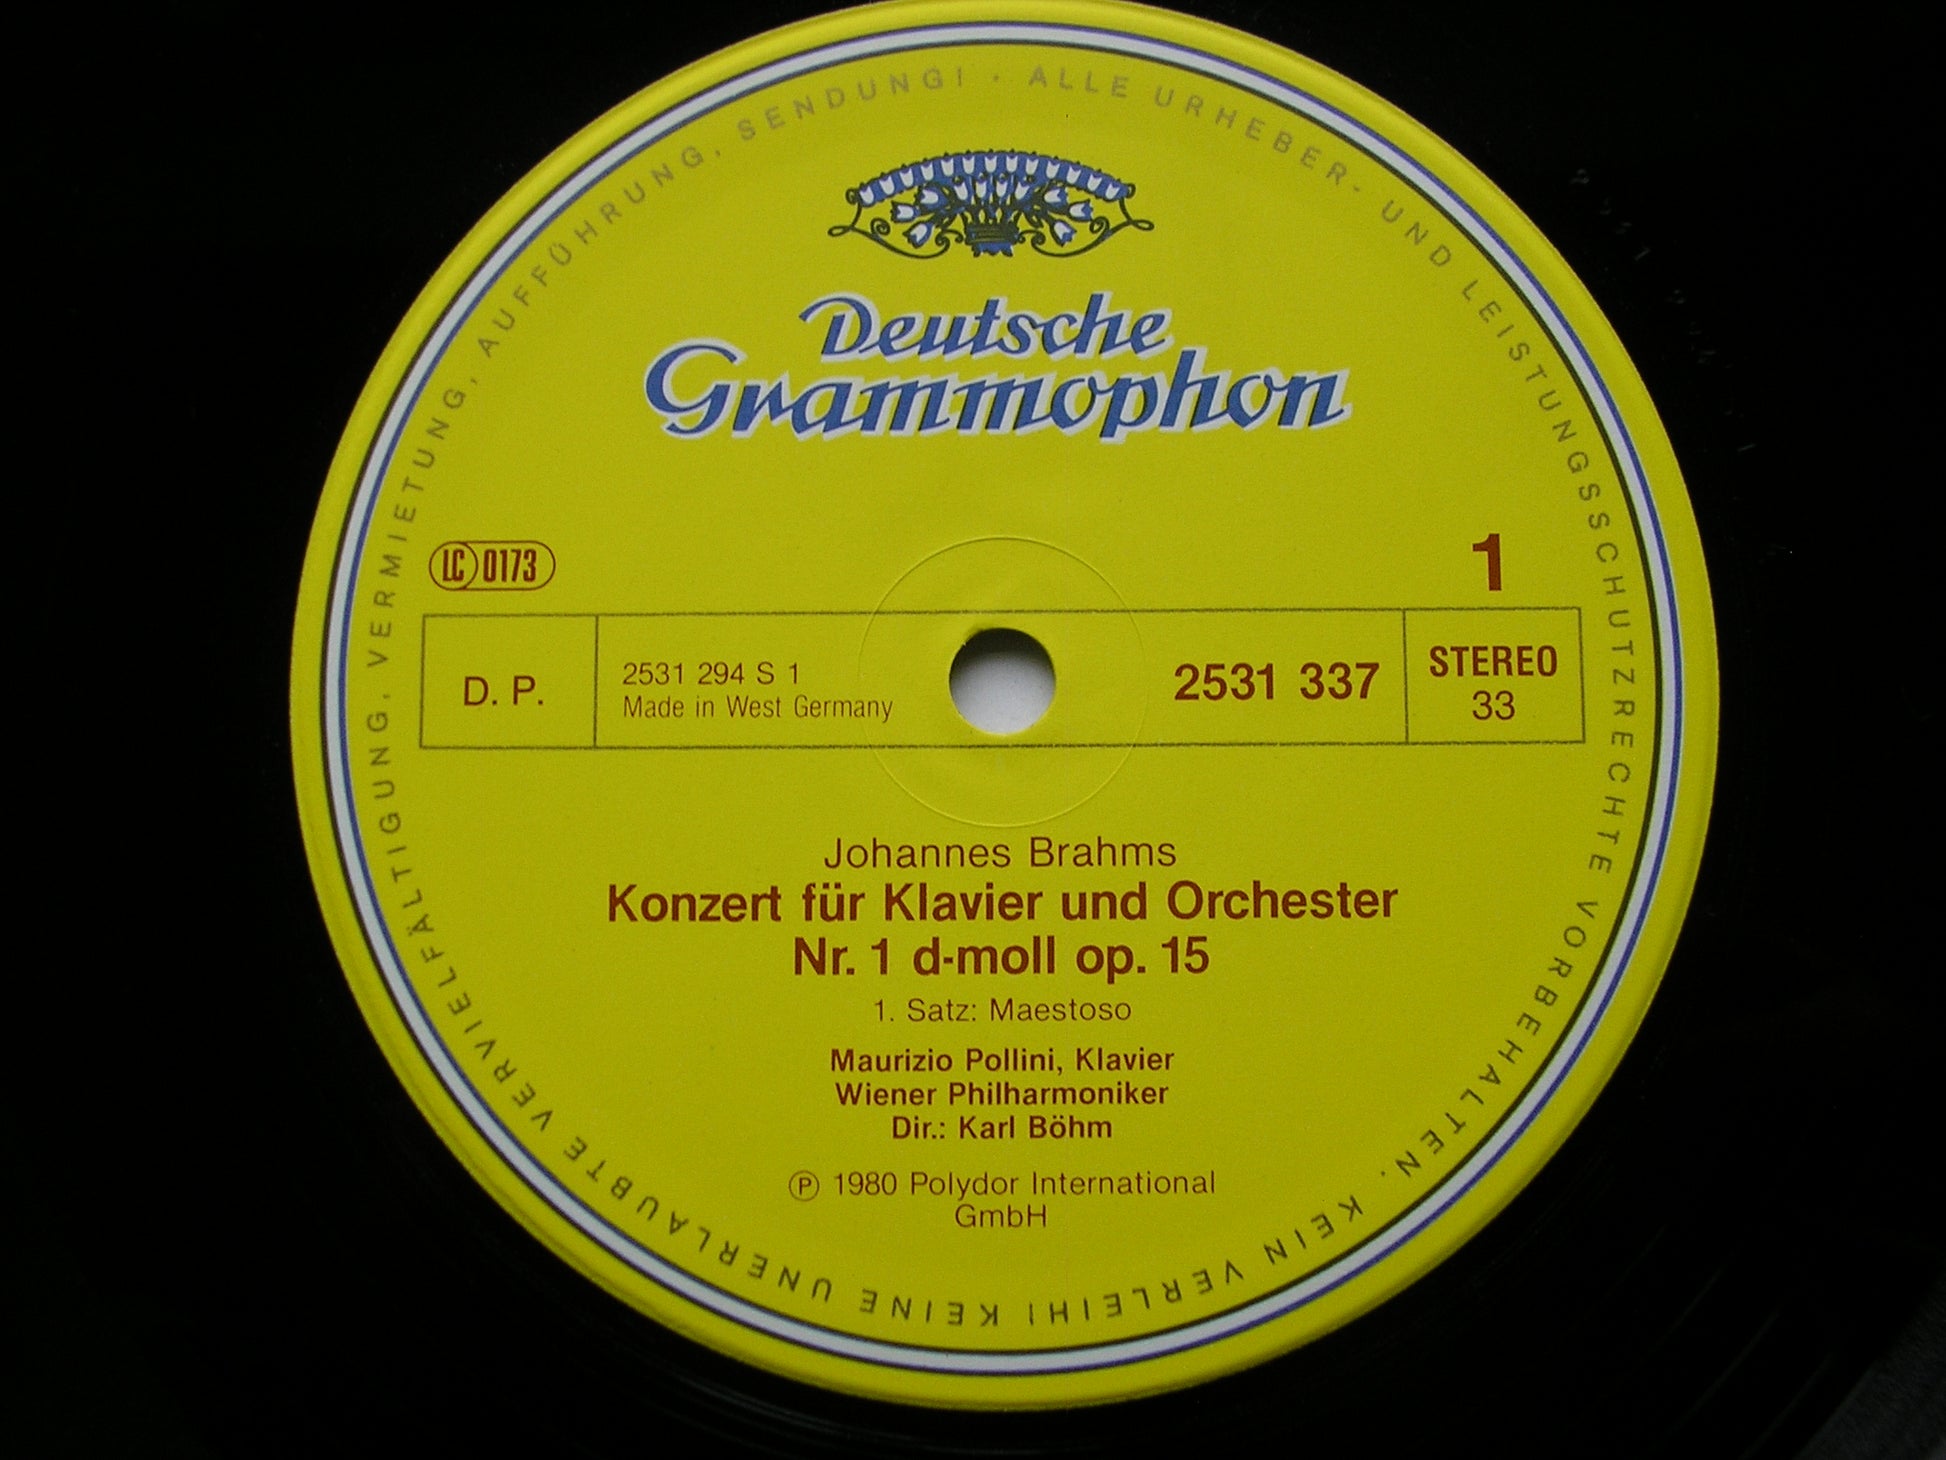 ALLE URHEBER- UND LEISTUNGSSCHUTZRECHTE VORBEHALTEN. KEIN VERLEIH! KEINE UNERLAUBTE VERVIELFÄLTIGUNG, VERMIETUNG, AUFFÜHRUNG, SENDUNG! ·
Deutsche
Grammophon
LC 0173
1
D. P.
2531 294 S 1
Made in West Germany
2531 337
STEREO
33
Johannes Brahms
Konzert für Klavier und Orchester
Nr. 1 d-moll op. 15
1. Satz: Maestoso
Maurizio Pollini, Klavier
Wiener Philharmoniker
Dir.: Karl Böhm
℗ 1980 Polydor International
GmbH